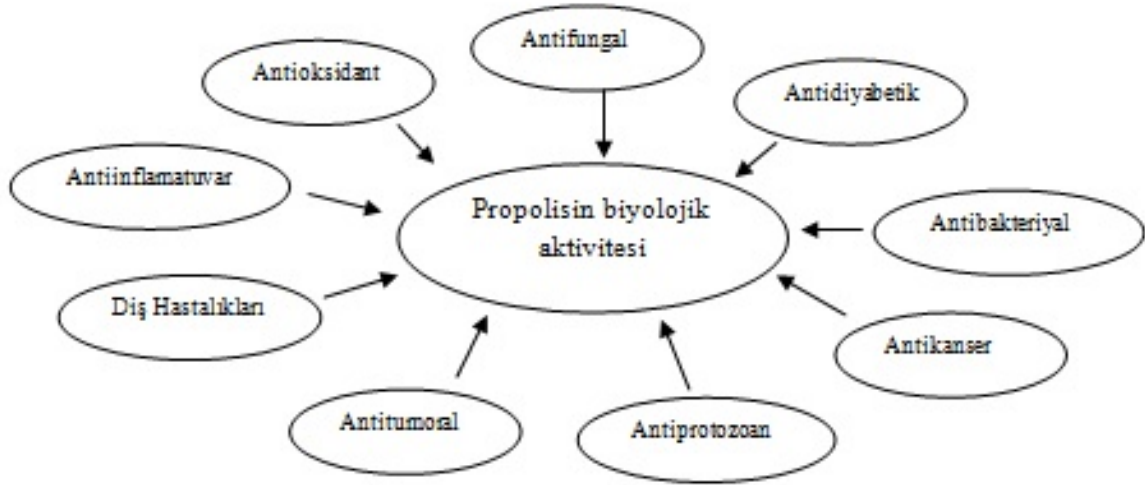 Antifungal
Antioksidant
Antidiyabetik
Antiinflamatuvar
Propolisin biyolojik
aktivitesi
Antibakteriyal
Diş Hastalıkları
Antikanser
Antitumoral
Antiprotozoan